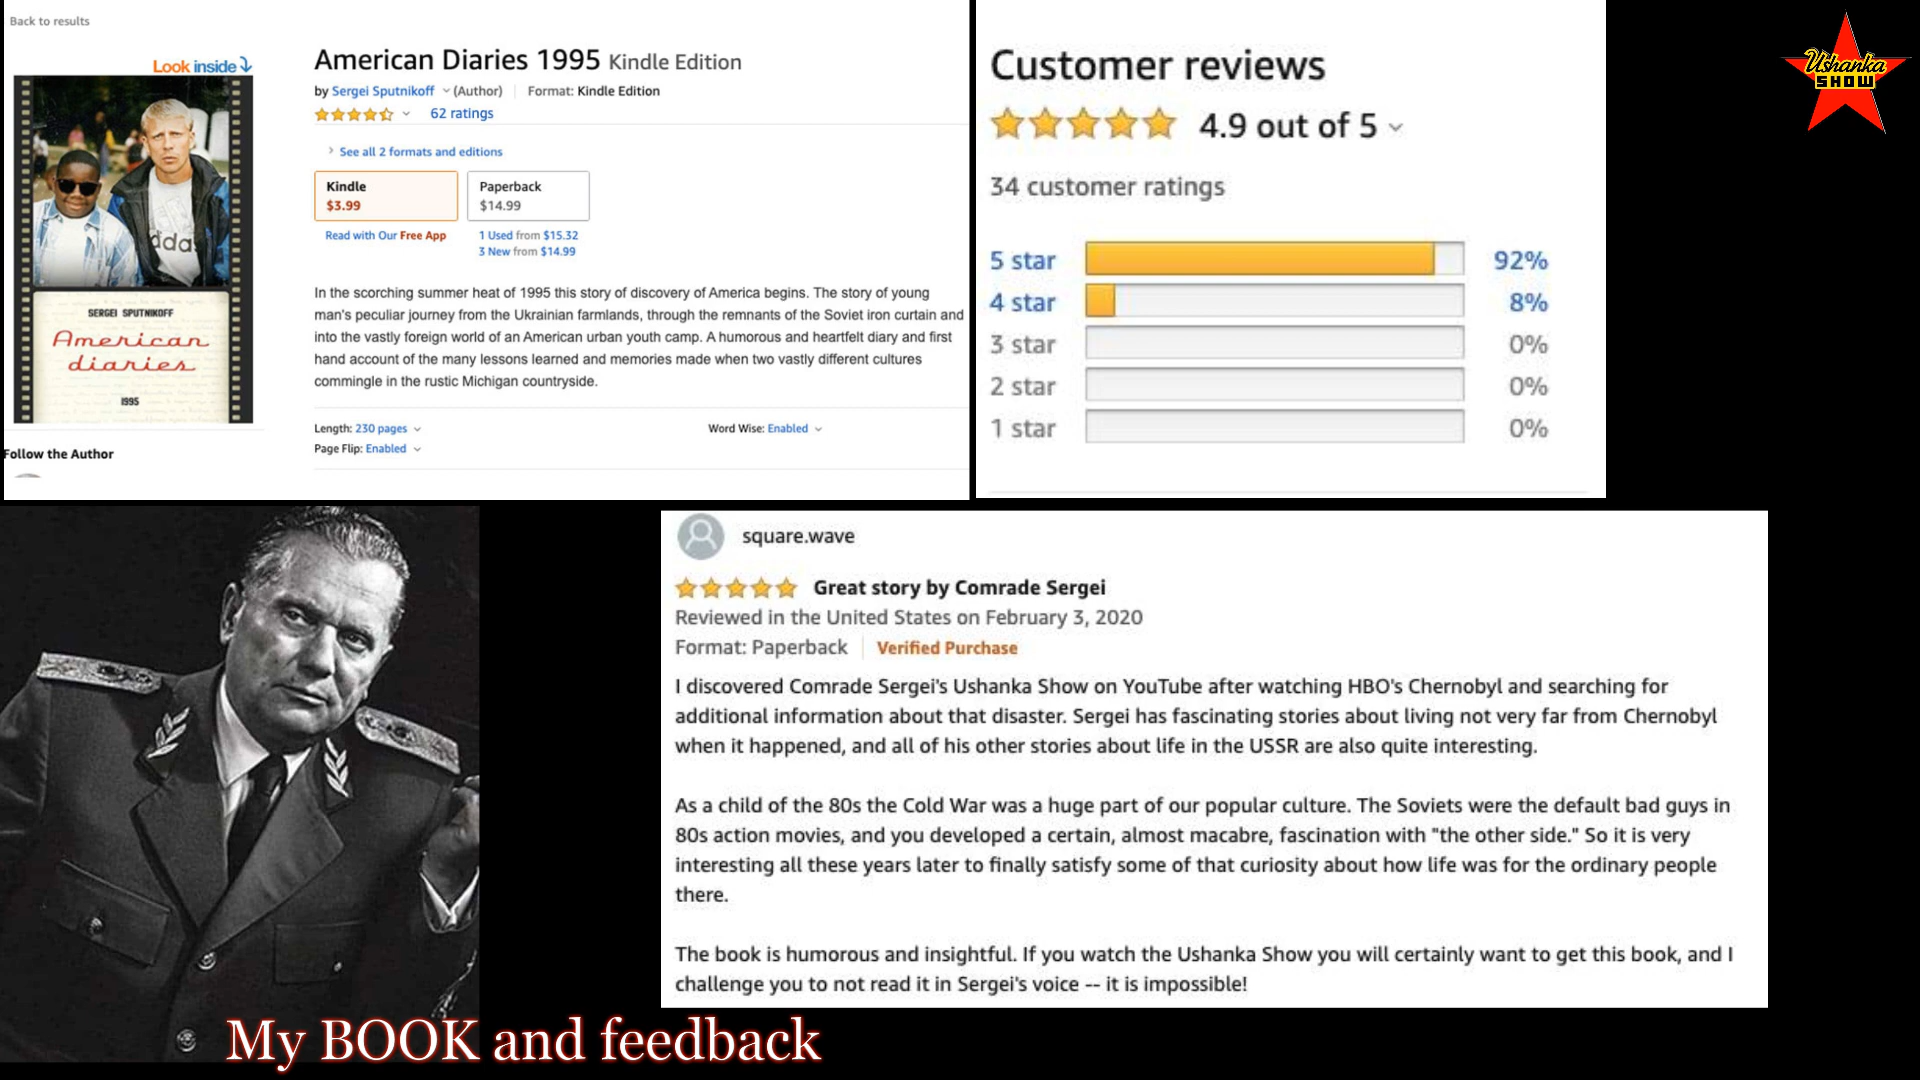 Back to results
Look inside
SERGEI SPUTNIKOFF
American
diaries
1995
Follow the Author
American Diaries 1995 Kindle Edition
by Sergei Sputnikoff (Author) Format: Kindle Edition
62 ratings
See all 2 formats and editions
Kindle
$3.99
Paperback
$14.99
Read with Our Free App
1 Used from $15.32
3 New from $14.99
In the scorching summer heat of 1995 this story of discovery of America begins. The story of young
man's peculiar journey from the Ukrainian farmlands, through the remnants of the Soviet iron curtain and
into the vastly foreign world of an American urban youth camp. A humorous and heartfelt diary and first
hand account of the many lessons learned and memories made when two vastly different cultures
commingle in the rustic Michigan countryside.
Length: 230 pages
Word Wise: Enabled
Page Flip: Enabled
Customer reviews
4.9 out of 5
34 customer ratings
5 star 92%
4 star 8%
3 star 0%
2 star 0%
1 star 0%
Ushanka
SHOW
square.wave
Great story by Comrade Sergei
Reviewed in the United States on February 3, 2020
Format: Paperback Verified Purchase
I discovered Comrade Sergei's Ushanka Show on YouTube after watching HBO's Chernobyl and searching for
additional information about that disaster. Sergei has fascinating stories about living not very far from Chernobyl
when it happened, and all of his other stories about life in the USSR are also quite interesting.
As a child of the 80s the Cold War was a huge part of our popular culture. The Soviets were the default bad guys in
80s action movies, and you developed a certain, almost macabre, fascination with "the other side." So it is very
interesting all these years later to finally satisfy some of that curiosity about how life was for the ordinary people
there.
The book is humorous and insightful. If you watch the Ushanka Show you will certainly want to get this book, and I
challenge you to not read it in Sergei's voice -- it is impossible!
My BOOK and feedback